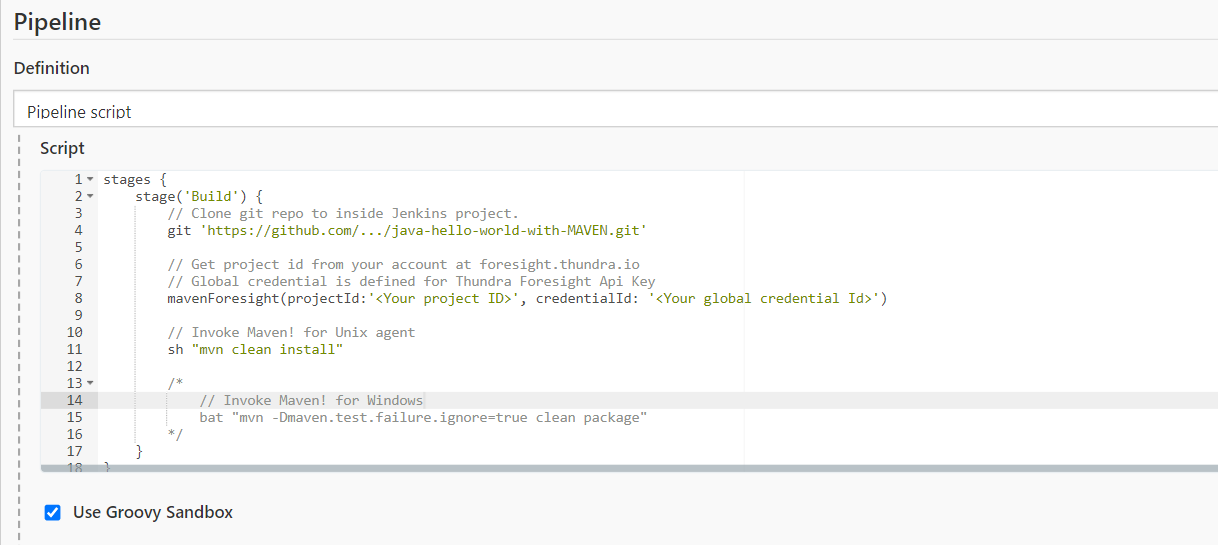 Pipeline
Definition
Pipeline script
Script
1 stages {
2     stage('Build') {
3         // Clone git repo to inside Jenkins project.
4         git 'https://github.com/.../java-hello-world-with-MAVEN.git'
5
6         // Get project id from your account at foresight.thundra.io
7         // Global credential is defined for Thundra Foresight Api Key
8         mavenForesight(projectId:'<Your project ID>', credentialId: '<Your global credential Id>')
9
10         // Invoke Maven! for Unix agent
11         sh "mvn clean install"
12
13         /*
14             // Invoke Maven! for Windows
15             bat "mvn -Dmaven.test.failure.ignore=true clean package"
16         */
17     }
18 }
Use Groovy Sandbox